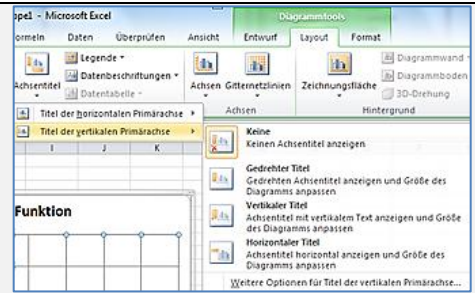 ppe1 - Microsoft Excel
Diagrammtools
ormeln Daten Überprüfen Ansicht Entwurf Layout Format
Legende
Datenbeschriftungen
Datentabelle
Achsentitel
Achsen Gitternetzlinien
Zeichnungsfläche
Diagrammwand
Diagrammboden
3D-Drehung
Achsen
Hintergrund
Titel der horizontalen Primärachse
Titel der vertikalen Primärachse
I J K
Keine
Keinen Achsentitel anzeigen
Gedrehter Titel
Gedrehten Achsentitel anzeigen und Größe des
Diagramms anpassen
Vertikaler Titel
Achsentitel mit vertikalem Text anzeigen und Größe
des Diagramms anpassen
Horizontaler Titel
Achsentitel horizontal anzeigen und Größe des
Diagramms anpassen
Weitere Optionen für Titel der vertikalen Primärachse...
Funktion